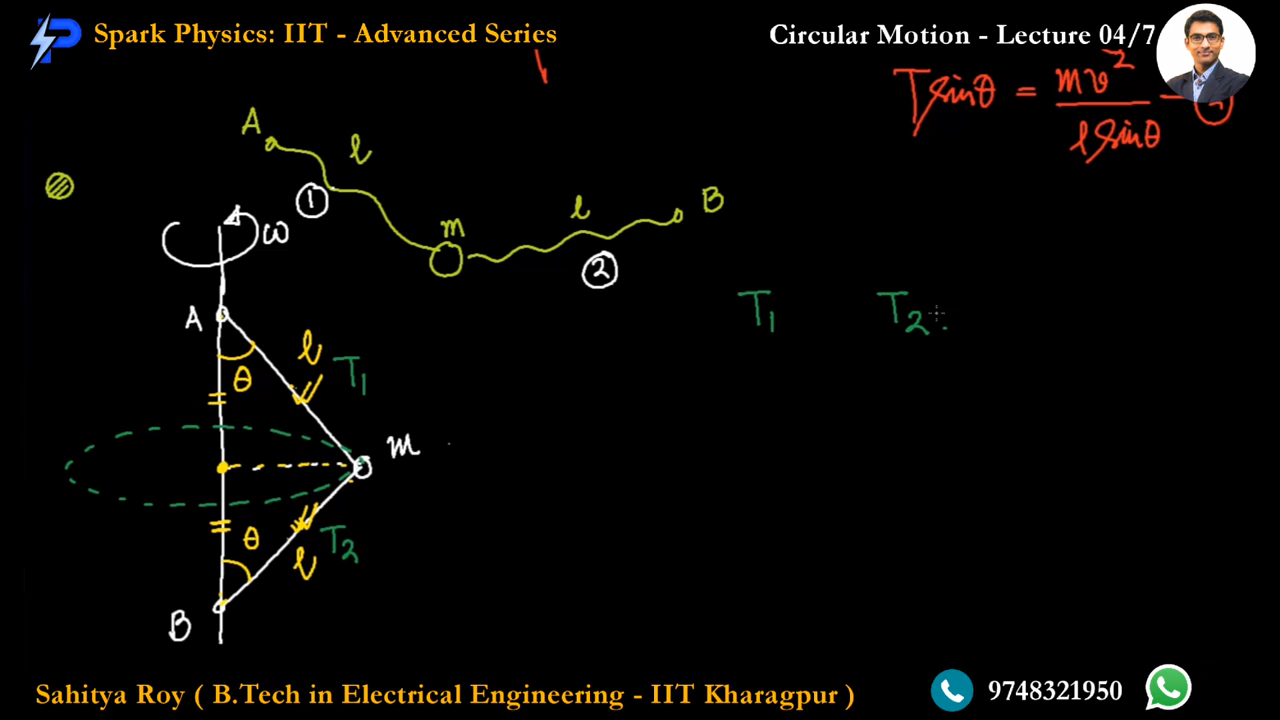 Spark Physics: IIT - Advanced Series
Circular Motion - Lecture 04/7
T sinθ = mv² / l sinθ
A
l
1
m
l
B
2
ω
A
θ
l
T₁
T₁ T₂
m
θ
T₂
l
B
Sahitya Roy ( B.Tech in Electrical Engineering - IIT Kharagpur )
9748321950